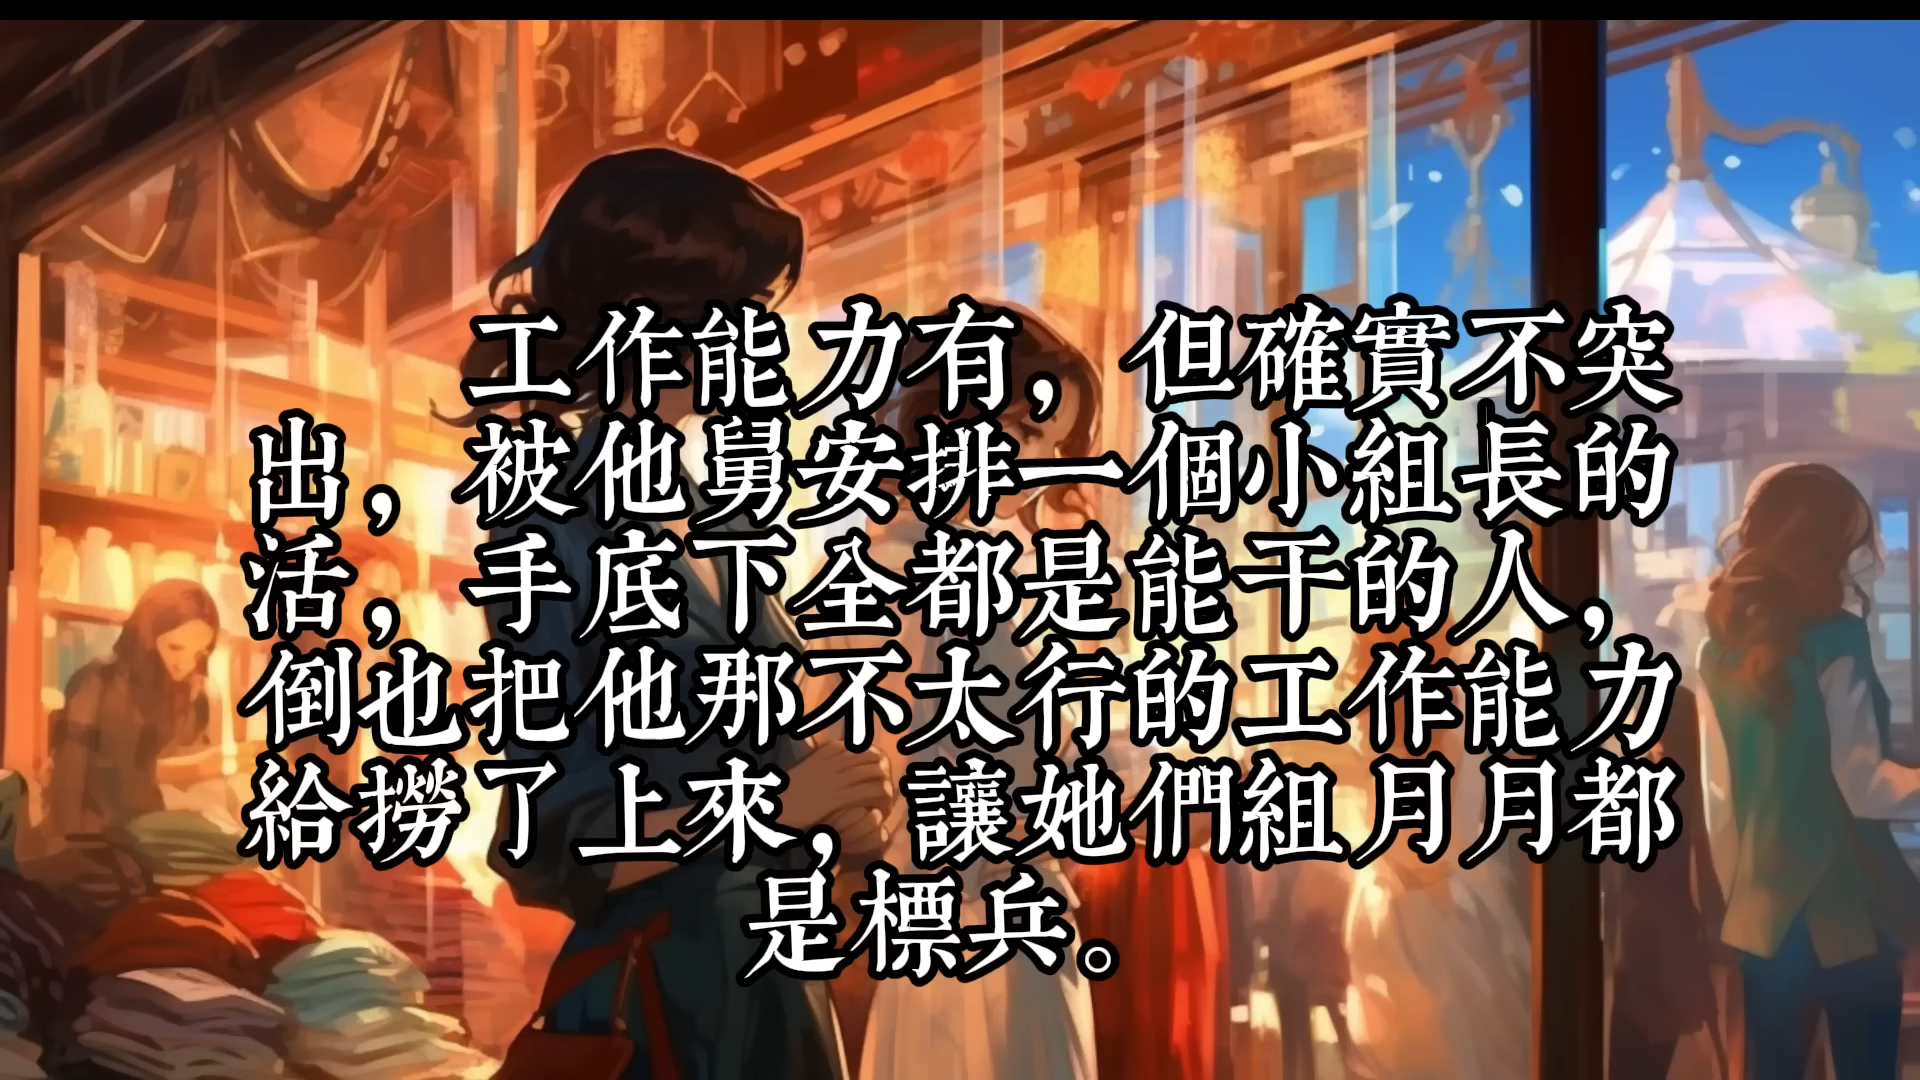 工作能力有，但確實不突
出，被他舅安排一個小組長的
活，手底下全都是能干的人，
倒也把他那不太行的工作能力
給撈了上來，讓她們組月月都
是標兵。